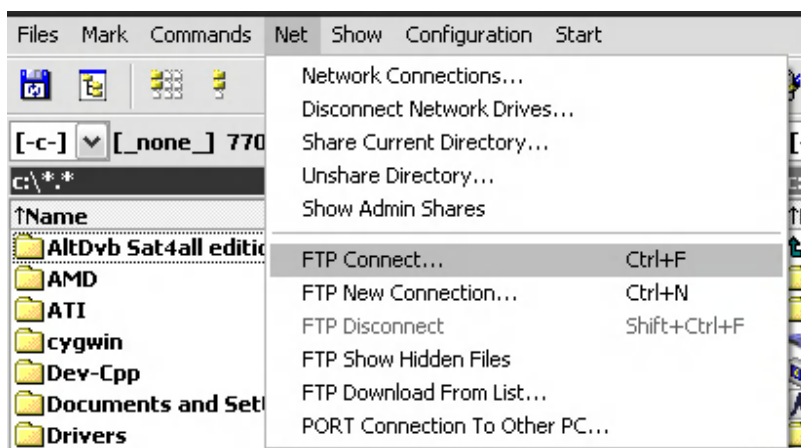 Files Mark Commands Net Show Configuration Start
Network Connections...
Disconnect Network Drives...
[-c-] [_none_] 770 Share Current Directory...
c:\*.* Unshare Directory...
↑Name Show Admin Shares
AltDvb Sat4all editio
FTP Connect... Ctrl+F
AMD
FTP New Connection... Ctrl+N
ATI
FTP Disconnect Shift+Ctrl+F
cygwin
FTP Show Hidden Files
Dev-Cpp
FTP Download From List...
Documents and Set
PORT Connection To Other PC...
Drivers